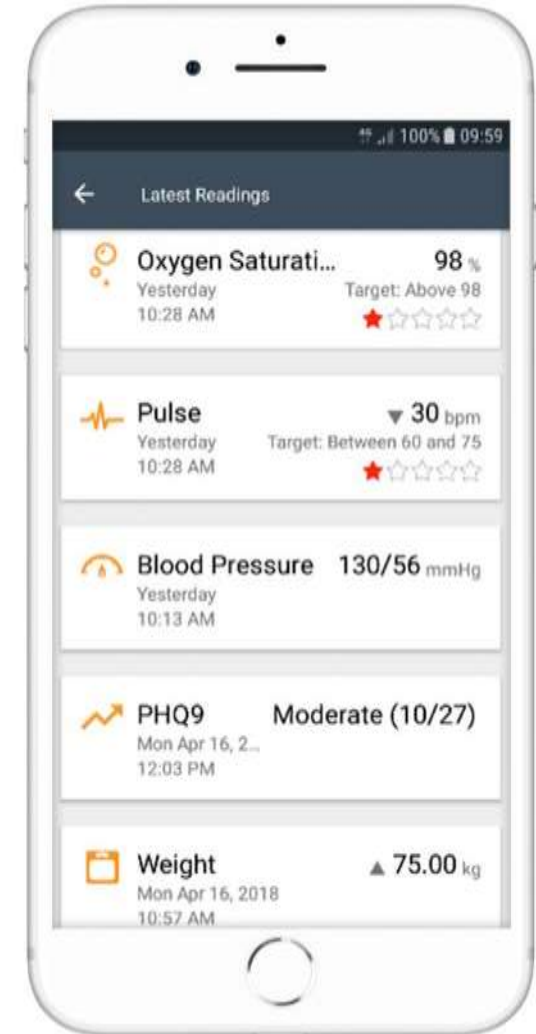 100% 09:59
Latest Readings
Oxygen Saturati... 98 %
Yesterday Target: Above 98
10:28 AM
Pulse ▼ 30 bpm
Yesterday Target: Between 60 and 75
10:28 AM
Blood Pressure 130/56 mmHg
Yesterday
10:13 AM
PHQ9 Moderate (10/27)
Mon Apr 16, 2...
12:03 PM
Weight ▲ 75.00 kg
Mon Apr 16, 2018
10:57 AM